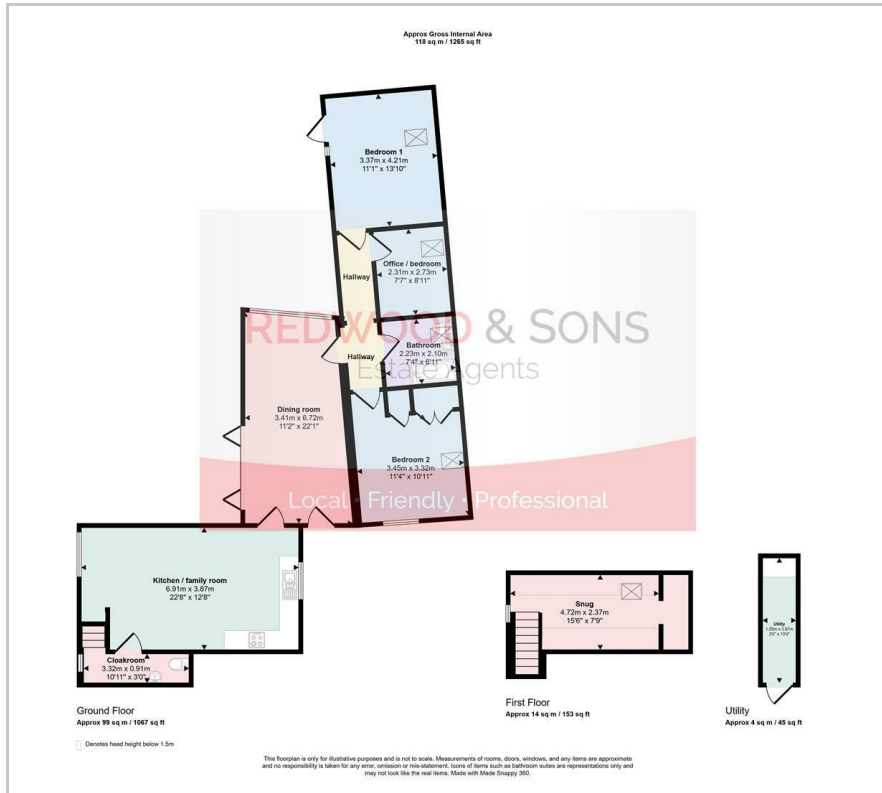 Approx Gross Internal Area
118 sq m / 1265 sq ft
Bedroom 1
3.37m x 4.21m
11'1" x 13'10"
Office / bedroom
2.31m x 2.73m
7'7" x 8'11"
Hallway
REDWOOD & SONS
Estate Agents
Bathroom
2.23m x 2.10m
7'4" x 6'11"
Hallway
Dining room
3.41m x 6.72m
11'2" x 22'1"
Bedroom 2
3.45m x 3.32m
11'4" x 10'11"
Local · Friendly · Professional
Kitchen / family room
6.91m x 3.87m
22'8" x 12'8"
Cloakroom
3.32m x 0.91m
10'11" x 3'0"
Snug
4.72m x 2.37m
15'6" x 7'9"
Utility
Ground Floor
Approx 99 sq m / 1067 sq ft
First Floor
Approx 14 sq m / 153 sq ft
Utility
Approx 4 sq m / 45 sq ft
Denotes head height below 1.5m
This floorplan is only for illustrative purposes and is not to scale. Measurements of rooms, doors, windows, and any items are approximate
and no responsibility is taken for any error, omission or mis-statement. Icons of items such as bathroom suites are representations only and
may not look like the real items. Made with Made Snappy 360.